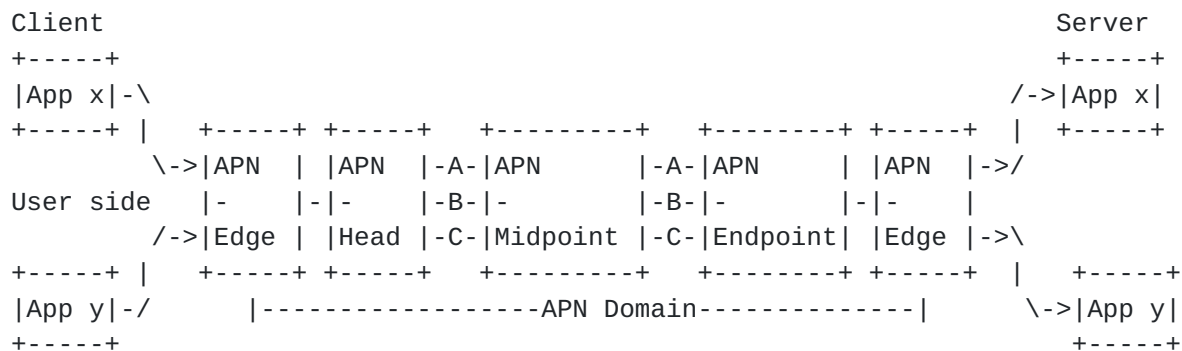 Client                                                             Server
+-----+                                                           +-----+
|App x|-\                                                      /->|App x|
+-----+ |   +-----+ +-----+   +---------+   +--------+ +-----+  |  +-----+
         \->|APN  | |APN  |-A-|APN      |-A-|APN     | |APN  |->/
User side   |-    |-|-    |-B-|-        |-B-|-       |-|-    |
         /->|Edge | |Head |-C-|Midpoint |-C-|Endpoint| |Edge |->\
+-----+ |   +-----+ +-----+   +---------+   +--------+ +-----+  |   +-----+
|App y|-/      |------------------APN Domain--------------|      \->|App y|
+-----+                                                             +-----+